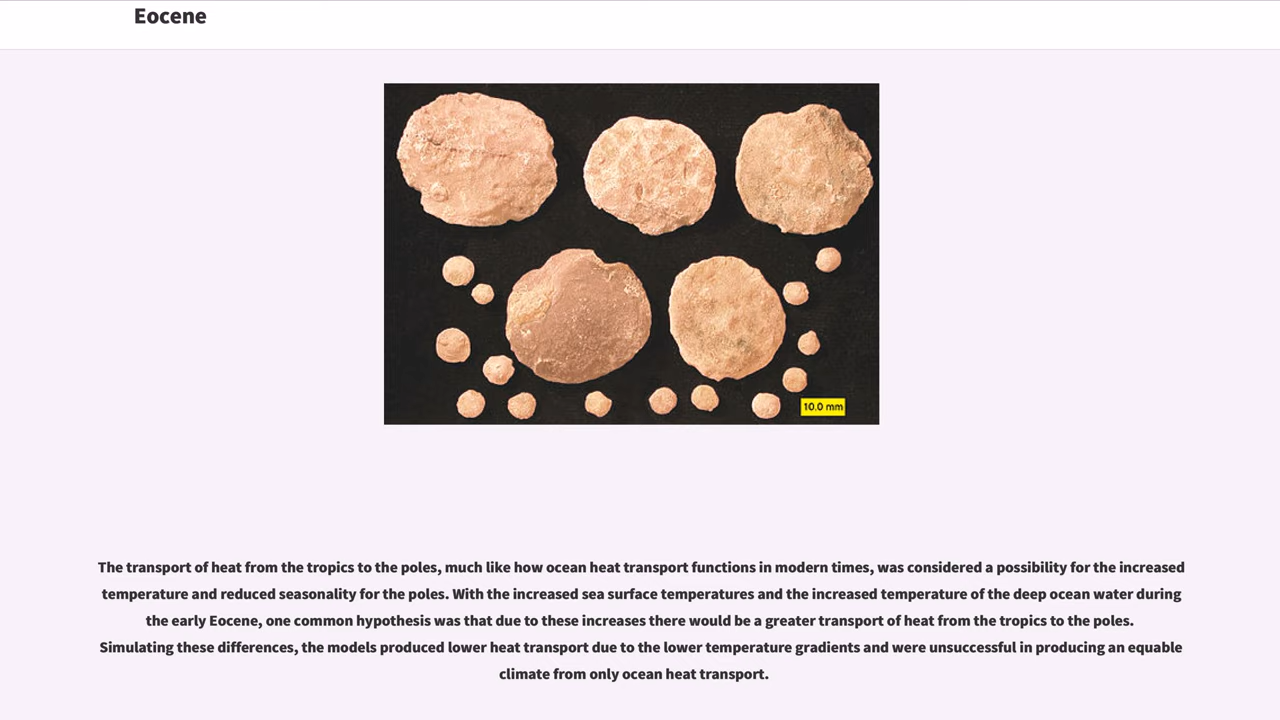 Eocene
10.0 mm
The transport of heat from the tropics to the poles, much like how ocean heat transport functions in modern times, was considered a possibility for the increased
temperature and reduced seasonality for the poles. With the increased sea surface temperatures and the increased temperature of the deep ocean water during
the early Eocene, one common hypothesis was that due to these increases there would be a greater transport of heat from the tropics to the poles.
Simulating these differences, the models produced lower heat transport due to the lower temperature gradients and were unsuccessful in producing an equable
climate from only ocean heat transport.